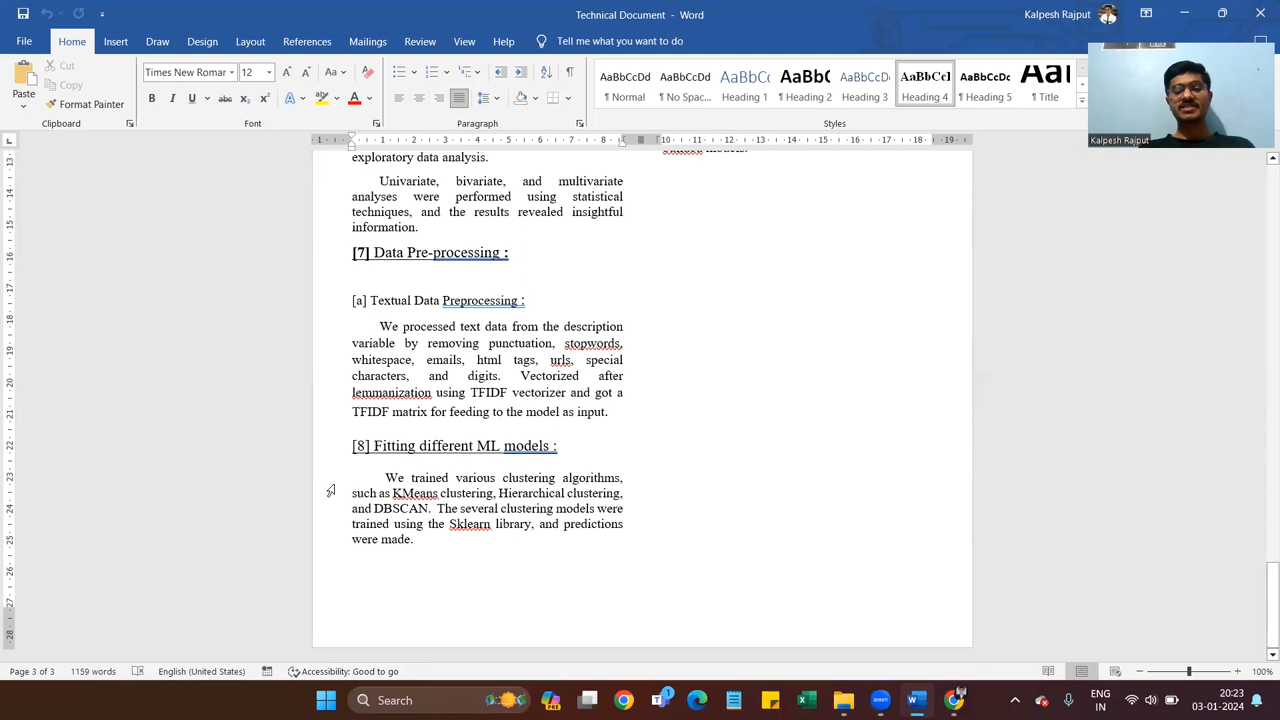 Technical Document - Word
Kalpesh Rajput
File Home Insert Draw Design Layout References Mailings Review View Help Tell me what you want to do
Paste
Cut
Copy
Format Painter
Clipboard
Times New Romar 12
Font
Paragraph
AaBbCcDd AaBbCcDd AaBbCc AaBbC AaBbCcDd AaBbCcI AaBbCcDd
¶ Normal ¶ No Spac... Heading 1 Heading 2 Heading 3 Heading 4 ¶ Heading 5 ¶ Title
Styles
Kalpesh Rajput
exploratory data analysis.
Univariate, bivariate, and multivariate
analyses were performed using statistical
techniques, and the results revealed insightful
information.
[7] Data Pre-processing :
[a] Textual Data Preprocessing :
We processed text data from the description
variable by removing punctuation, stopwords,
whitespace, emails, html tags, urls, special
characters, and digits. Vectorized after
lemmanization using TFIDF vectorizer and got a
TFIDF matrix for feeding to the model as input.
[8] Fitting different ML models :
We trained various clustering algorithms,
such as KMeans clustering, Hierarchical clustering,
and DBSCAN. The several clustering models were
trained using the Sklearn library, and predictions
were made.
Page 3 of 3 1159 words English (United States) Accessibility: Good to go 100%
Search
ENG
IN
20:23
03-01-2024